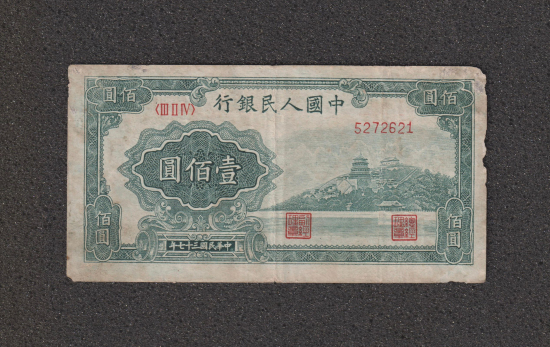 佰圓
中國人民銀行
佰圓
〈III II IV〉
5272621
壹佰圓
佰圓
佰圓
中華民國三十七年